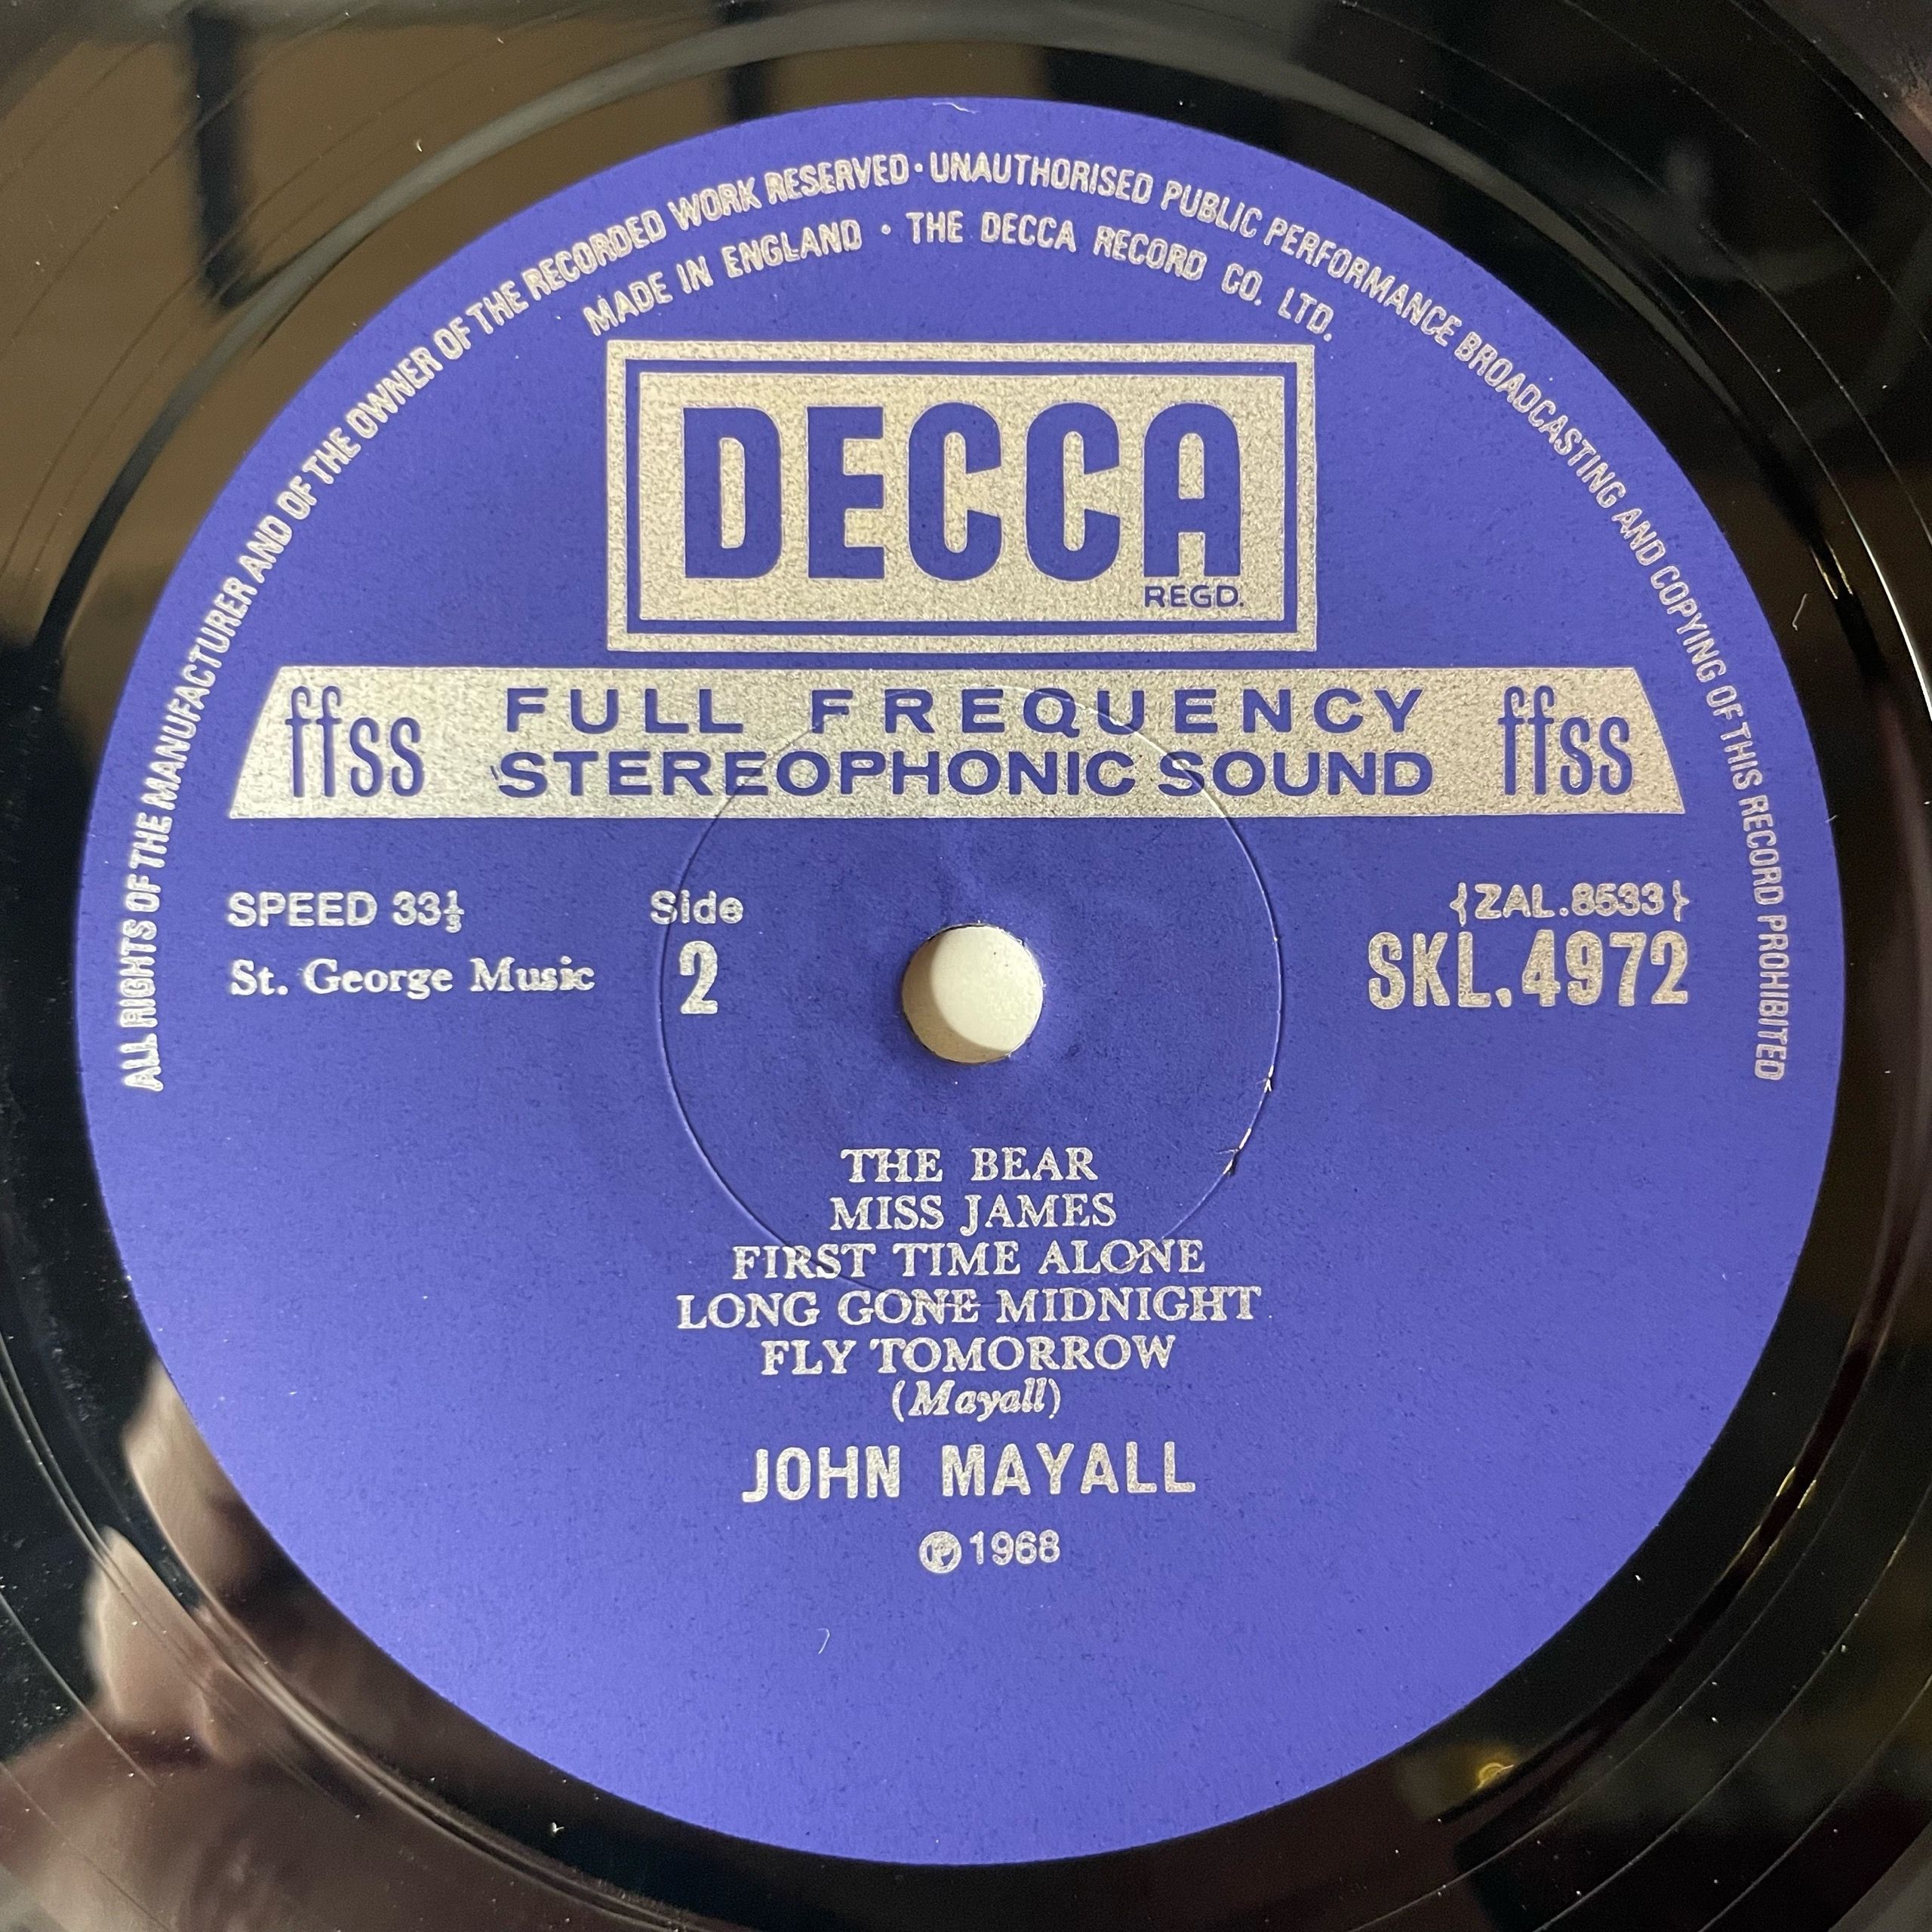 ALL RIGHTS OF THE MANUFACTURER AND OF THE OWNER OF THE RECORDED WORK RESERVED · UNAUTHORISED PUBLIC PERFORMANCE BROADCASTING AND COPYING OF THIS RECORD PROHIBITED
MADE IN ENGLAND · THE DECCA RECORD CO. LTD.
DECCA
REGD.
ffss FULL FREQUENCY ffss
STEREOPHONIC SOUND
SPEED 33⅓ Side {ZAL.8533}
St. George Music 2 SKL.4972
THE BEAR
MISS JAMES
FIRST TIME ALONE
LONG GONE MIDNIGHT
FLY TOMORROW
(Mayall)
JOHN MAYALL
℗ 1968